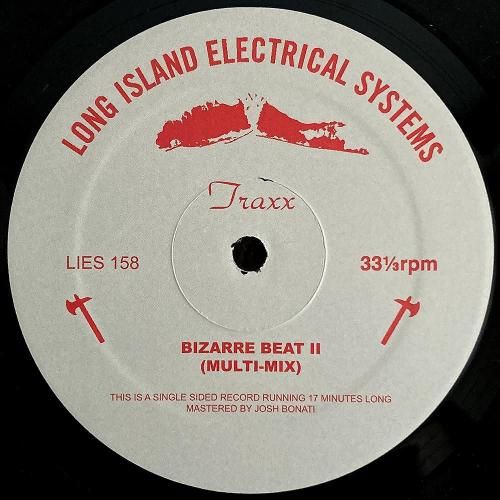 LONG ISLAND ELECTRICAL SYSTEMS
Traxx
LIES 158
33⅓rpm
BIZARRE BEAT II
(MULTI-MIX)
THIS IS A SINGLE SIDED RECORD RUNNING 17 MINUTES LONG
MASTERED BY JOSH BONATI